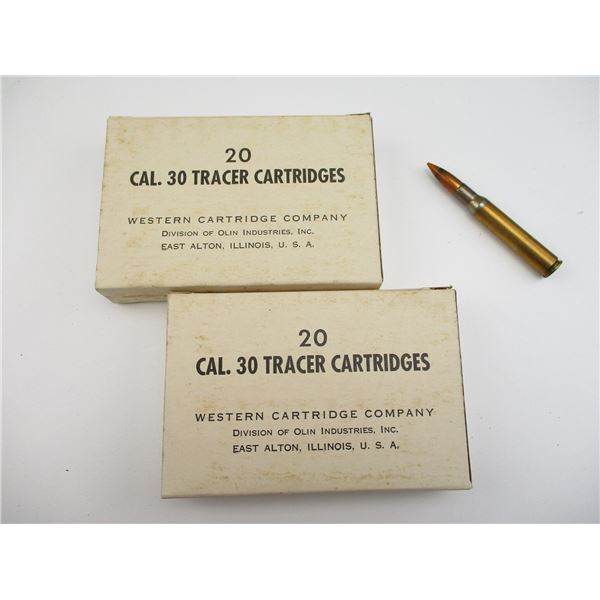 20
CAL. 30 TRACER CARTRIDGES
WESTERN CARTRIDGE COMPANY
DIVISION OF OLIN INDUSTRIES, INC.
EAST ALTON, ILLINOIS, U. S. A.
20
CAL. 30 TRACER CARTRIDGES
WESTERN CARTRIDGE COMPANY
DIVISION OF OLIN INDUSTRIES, INC.
EAST ALTON, ILLINOIS, U. S. A.